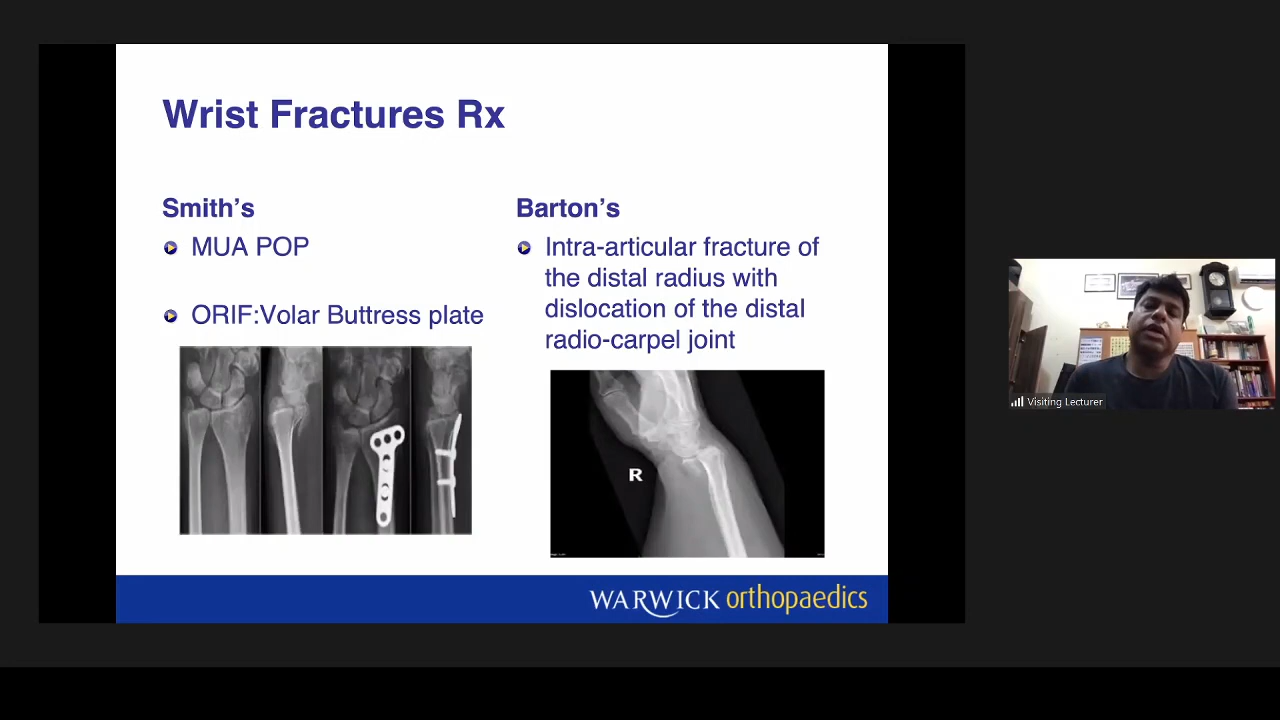 Wrist Fractures Rx
Smith's
MUA POP
ORIF:Volar Buttress plate
Barton's
Intra-articular fracture of
the distal radius with
dislocation of the distal
radio-carpel joint
R
WARWICK orthopaedics
Visiting Lecturer